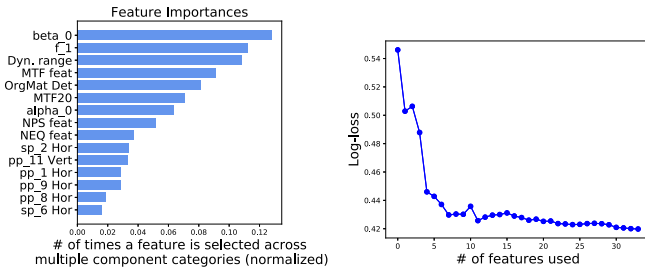 Feature Importances
beta_0
f_1
Dyn. range
MTF feat
OrgMat Det
MTF20
alpha_0
NPS feat
NEQ feat
sp_2 Hor
pp_11 Vert
pp_1 Hor
pp_9 Hor
pp_8 Hor
sp_6 Hor
0.00 0.02 0.04 0.06 0.08 0.10 0.12
# of times a feature is selected across
multiple component categories (normalized)
Log-loss
0.54
0.52
0.50
0.48
0.46
0.44
0.42
0 5 10 15 20 25 30
# of features used